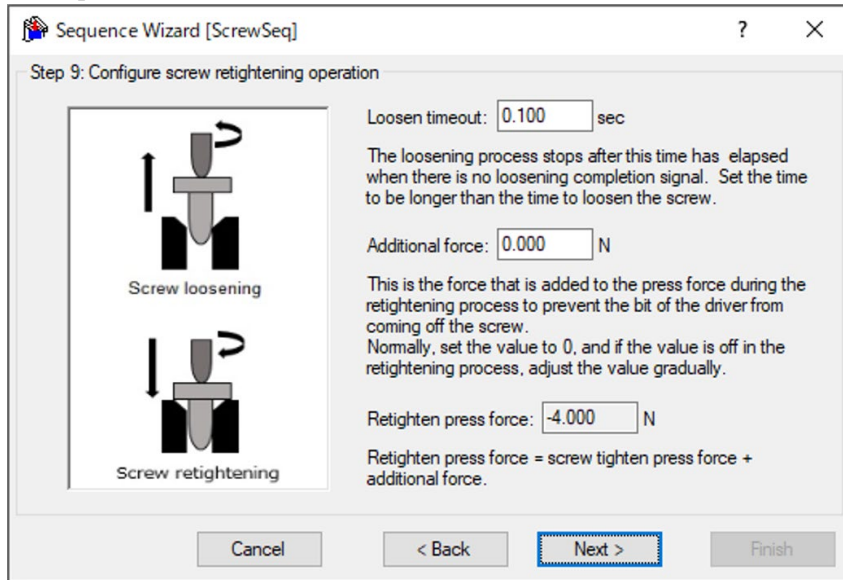 Sequence Wizard [ScrewSeq]
?
Step 9: Configure screw retightening operation
Loosen timeout: 0.100 sec
The loosening process stops after this time has elapsed
when there is no loosening completion signal. Set the time
to be longer than the time to loosen the screw.
Additional force: 0.000 N
Screw loosening
This is the force that is added to the press force during the
retightening process to prevent the bit of the driver from
coming off the screw.
Normally, set the value to 0, and if the value is off in the
retightening process, adjust the value gradually.
Retighten press force: -4.000 N
Screw retightening
Retighten press force = screw tighten press force +
additional force.
Cancel
< Back
Next >
Finish